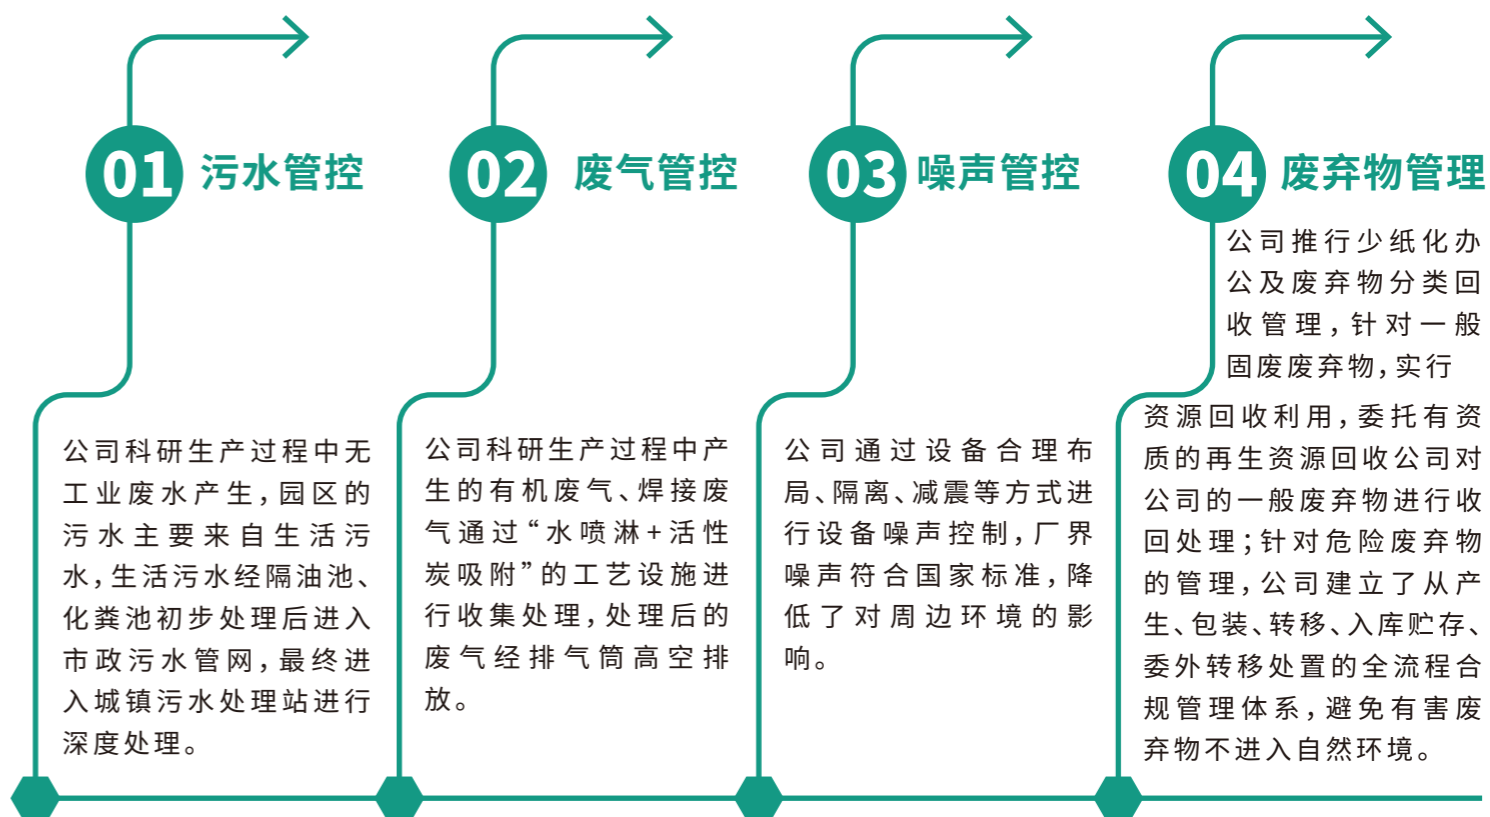 01 污水管控
公司科研生产过程中无
工业废水产生，园区的
污水主要来自生活污
水，生活污水经隔油池、
化粪池初步处理后进入
市政污水管网，最终进
入城镇污水处理站进行
深度处理。
02 废气管控
公司科研生产过程中产
生的有机废气、焊接废
气通过“水喷淋+活性
炭吸附”的工艺设施进
行收集处理，处理后的
废气经排气筒高空排
放。
03 噪声管控
公司通过设备合理布
局、隔离、减震等方式进
行设备噪声控制，厂界
噪声符合国家标准，降
低了对周边环境的影
响。
04 废弃物管理
公司推行少纸化办
公及废弃物分类回
收管理，针对一般
固废废弃物，实行
资源回收利用，委托有资
质的再生资源回收公司对
公司的一般废弃物进行收
回处理；针对危险废弃物
的管理，公司建立了从产
生、包装、转移、入库贮存、
委外转移处置的全流程合
规管理体系，避免有害废
弃物不进入自然环境。